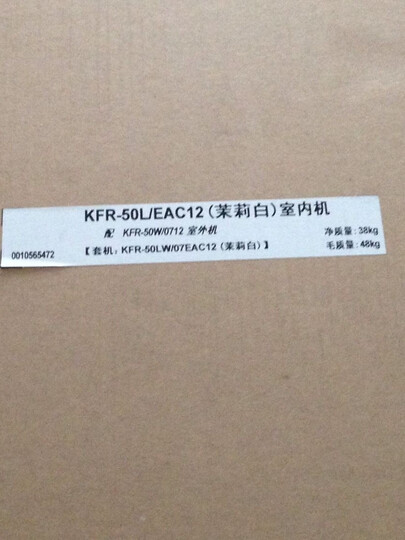 KFR-50L/EAC12(茉莉白)室内机
配 KFR-50W/0712 室外机 净质量:38kg
0010565472 【套机:KFR-50LW/07EAC12(茉莉白)】 毛质量:48kg